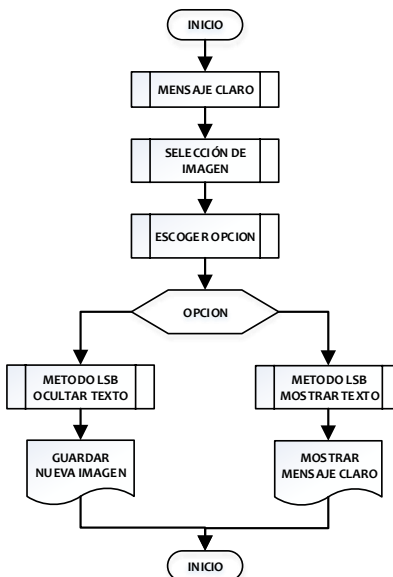 INICIO
MENSAJE CLARO
SELECCIÓN DE
IMAGEN
ESCOGER OPCION
OPCION
METODO LSB
OCULTAR TEXTO
METODO LSB
MOSTRAR TEXTO
GUARDAR
NUEVA IMAGEN
MOSTRAR
MENSAJE CLARO
INICIO